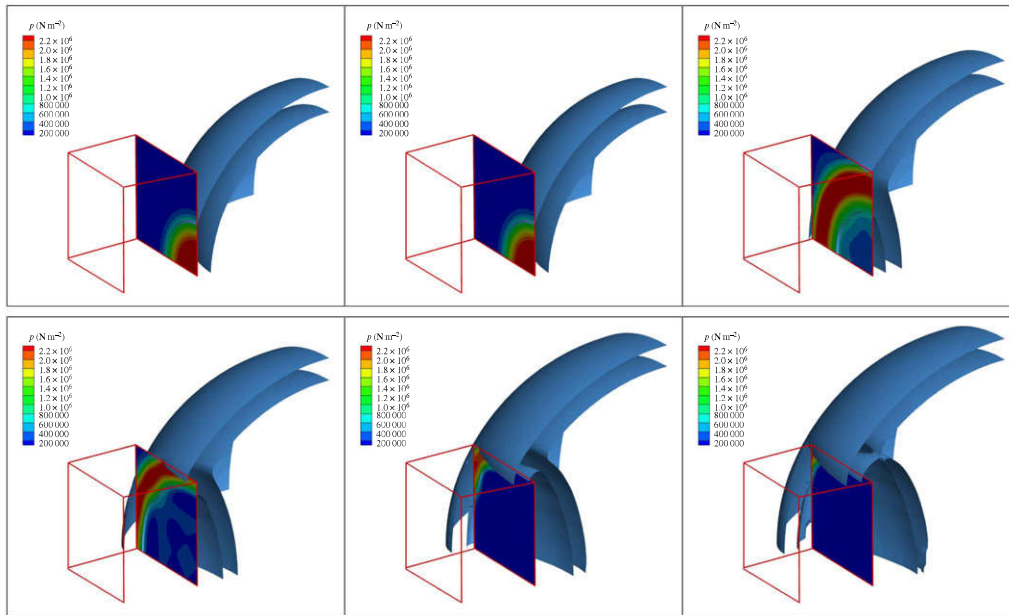 p (N m⁻²)
2.2 × 10⁶
2.0 × 10⁶
1.8 × 10⁶
1.6 × 10⁶
1.4 × 10⁶
1.2 × 10⁶
1.0 × 10⁶
800 000
600 000
400 000
200 000
p (N m⁻²)
2.2 × 10⁶
2.0 × 10⁶
1.8 × 10⁶
1.6 × 10⁶
1.4 × 10⁶
1.2 × 10⁶
1.0 × 10⁶
800 000
600 000
400 000
200 000
p (N m⁻²)
2.2 × 10⁶
2.0 × 10⁶
1.8 × 10⁶
1.6 × 10⁶
1.4 × 10⁶
1.2 × 10⁶
1.0 × 10⁶
800 000
600 000
400 000
200 000
p (N m⁻²)
2.2 × 10⁶
2.0 × 10⁶
1.8 × 10⁶
1.6 × 10⁶
1.4 × 10⁶
1.2 × 10⁶
1.0 × 10⁶
800 000
600 000
400 000
200 000
p (N m⁻²)
2.2 × 10⁶
2.0 × 10⁶
1.8 × 10⁶
1.6 × 10⁶
1.4 × 10⁶
1.2 × 10⁶
1.0 × 10⁶
800 000
600 000
400 000
200 000
p (N m⁻²)
2.2 × 10⁶
2.0 × 10⁶
1.8 × 10⁶
1.6 × 10⁶
1.4 × 10⁶
1.2 × 10⁶
1.0 × 10⁶
800 000
600 000
400 000
200 000